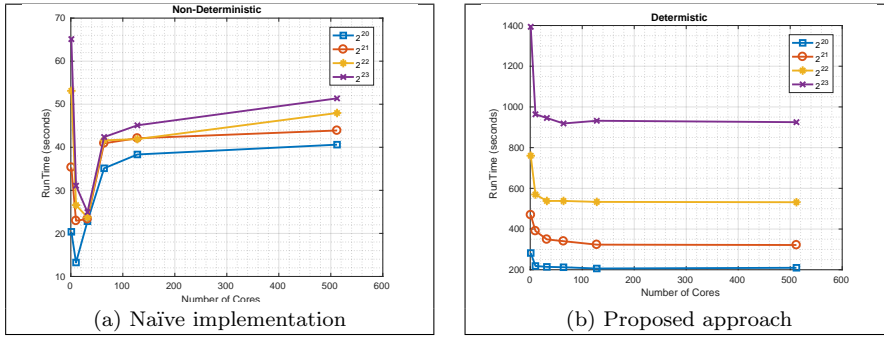 Non-Deterministic
70
60
50
40
30
20
10
RunTime (seconds)
0 100 200 300 400 500 600
Number of Cores
2^20
2^21
2^22
2^23
(a) Naïve implementation
Determistic
1400
1200
1000
800
600
400
200
RunTime (seconds)
0 100 200 300 400 500 600
Number of Cores
2^20
2^21
2^22
2^23
(b) Proposed approach